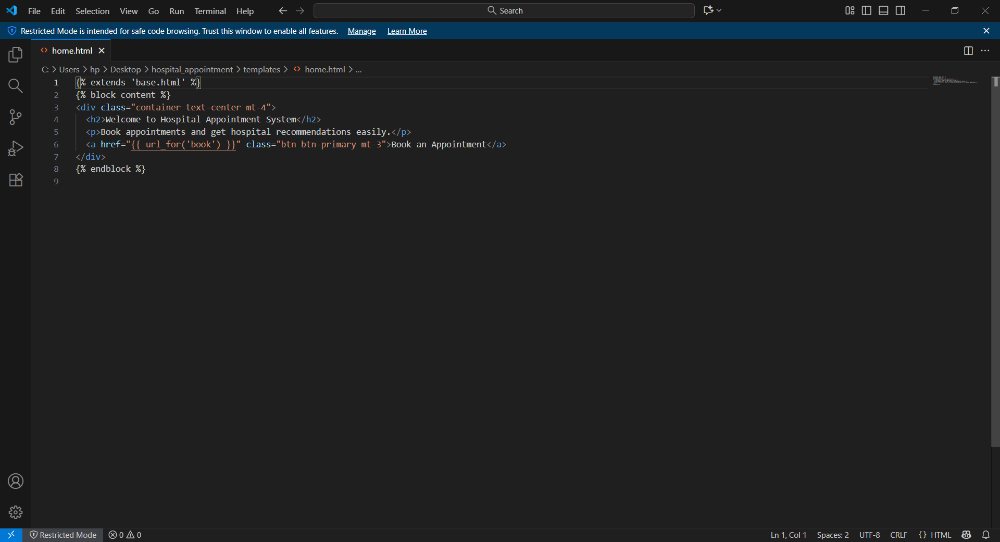 File Edit Selection View Go Run Terminal Help Search
Restricted Mode is intended for safe code browsing. Trust this window to enable all features. Manage Learn More
home.html
C: > Users > hp > Desktop > hospital_appointment > templates > home.html > ...
1 {% extends 'base.html' %}
2 {% block content %}
3 <div class="container text-center mt-4">
4 <h2>Welcome to Hospital Appointment System</h2>
5 <p>Book appointments and get hospital recommendations easily.</p>
6 <a href="{{ url_for('book') }}" class="btn btn-primary mt-3">Book an Appointment</a>
7 </div>
8 {% endblock %}
9
Restricted Mode 0 0 Ln 1, Col 1 Spaces: 2 UTF-8 CRLF {} HTML